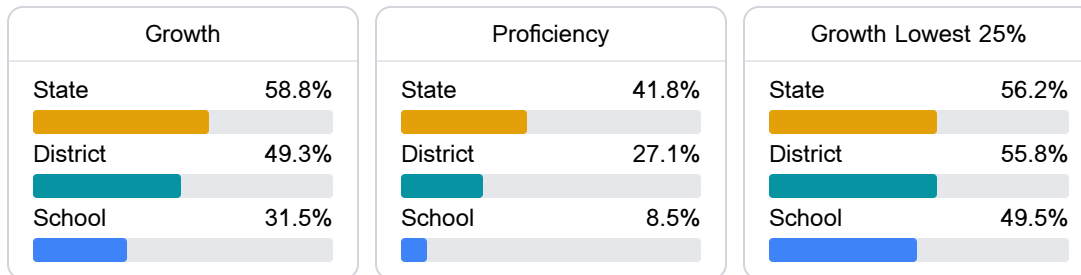 Growth
State 58.8%
District 49.3%
School 31.5%
Proficiency
State 41.8%
District 27.1%
School 8.5%
Growth Lowest 25%
State 56.2%
District 55.8%
School 49.5%